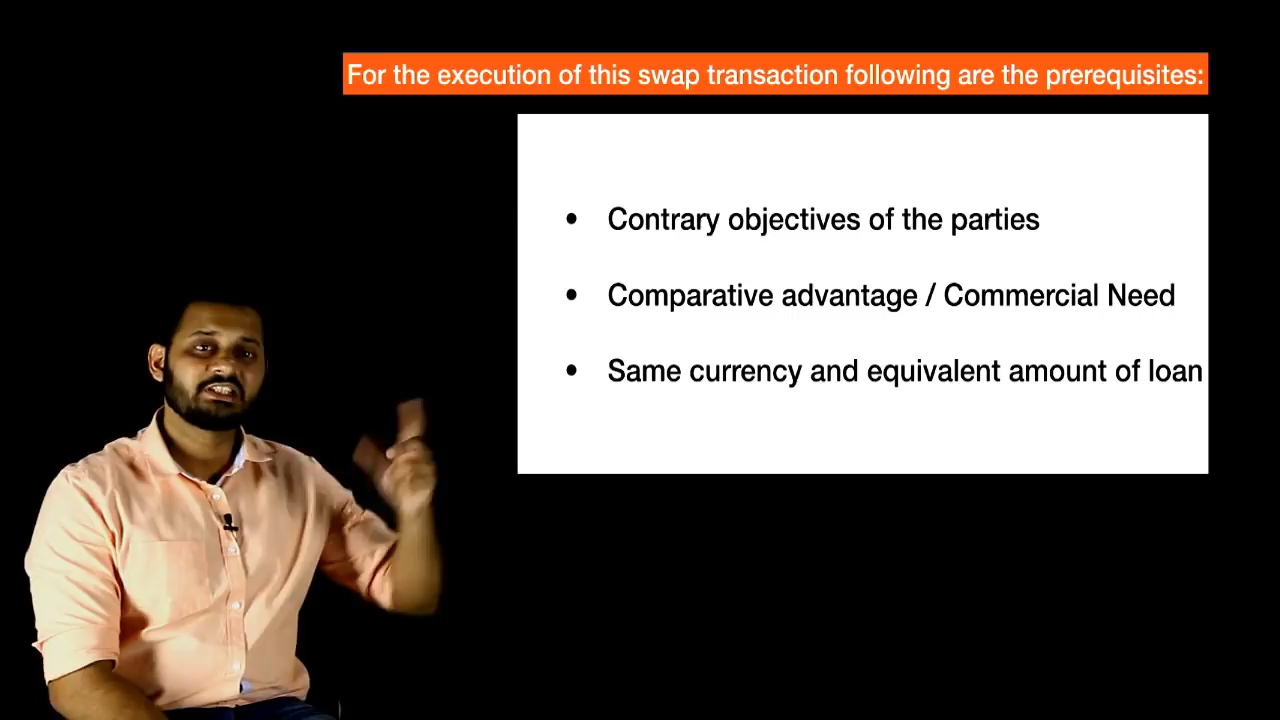 For the execution of this swap transaction following are the prerequisites:
• Contrary objectives of the parties
• Comparative advantage / Commercial Need
• Same currency and equivalent amount of loan